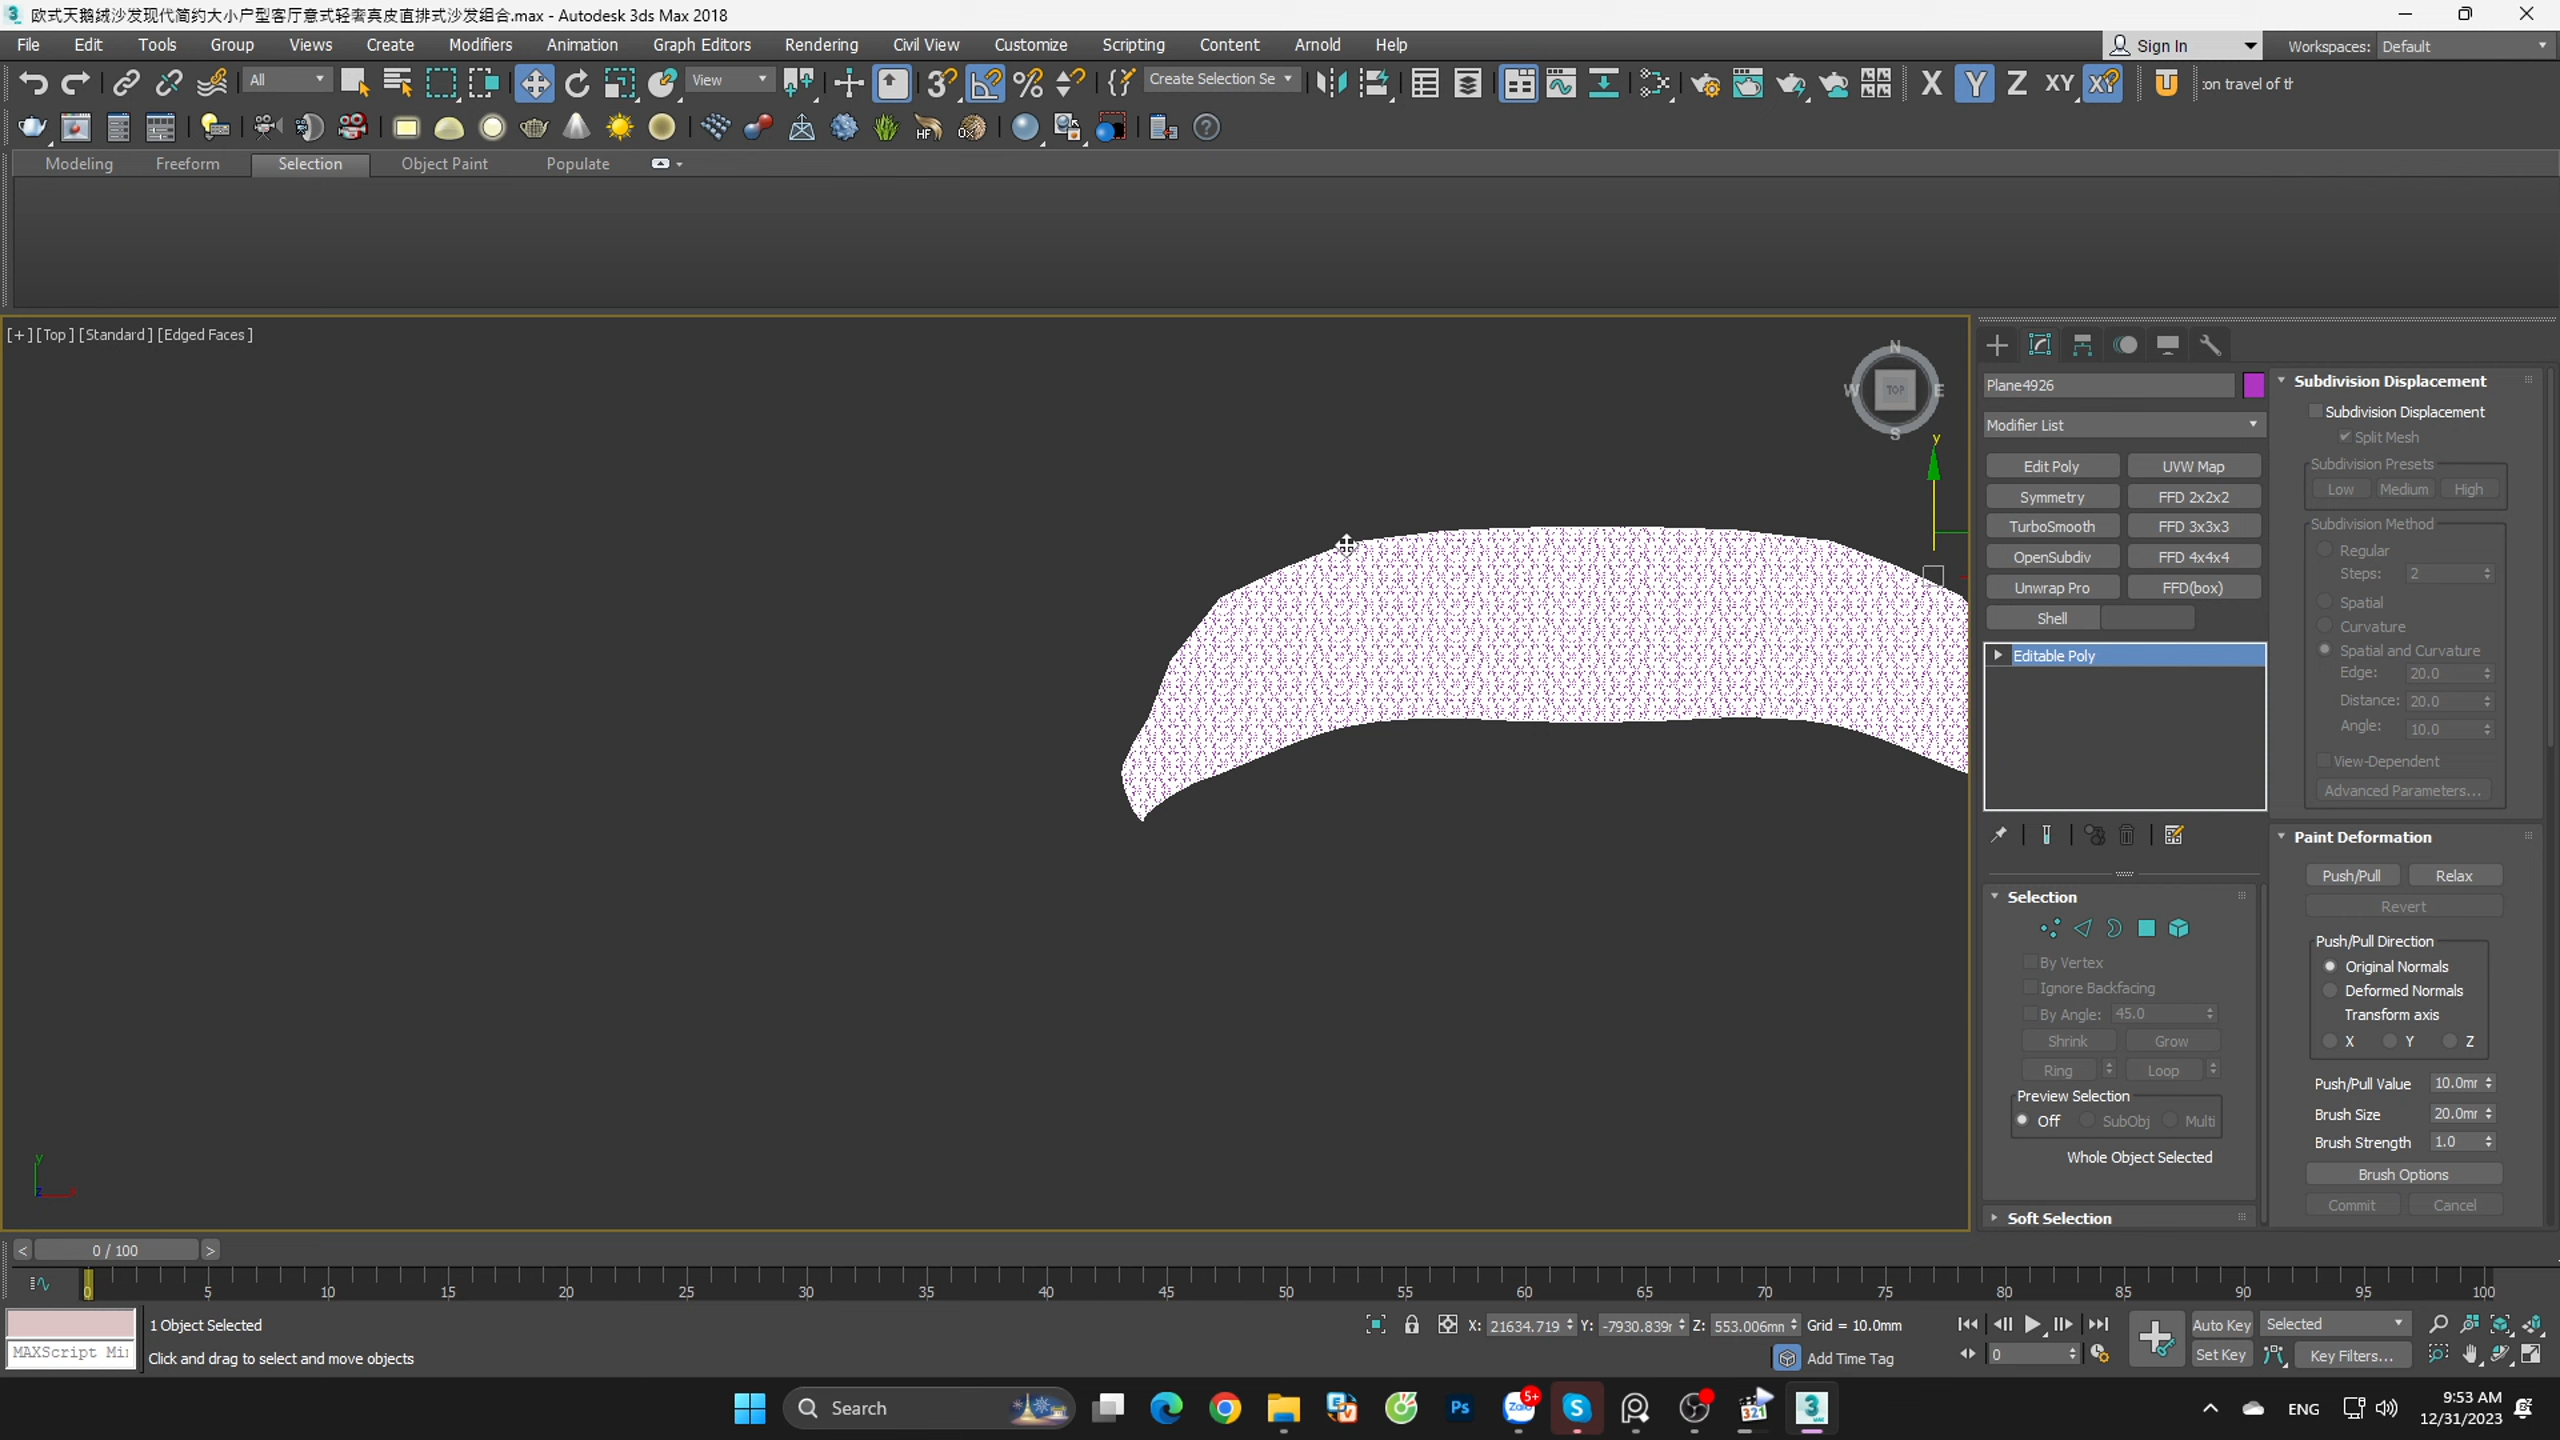 欧式天鹅绒沙发现代简约大小户型客厅意式轻奢真皮直排式沙发组合.max - Autodesk 3ds Max 2018
File Edit Tools Group Views Create Modifiers Animation Graph Editors Rendering Civil View Customize Scripting Content Arnold Help
Sign In
Workspaces: Default
All
View
Create Selection Se
X Y Z XY
:on travel of th
Modeling Freeform Selection Object Paint Populate
[+] [Top] [Standard] [Edged Faces]
N
W TOP E
S
y
Plane4926
Modifier List
Edit Poly UVW Map
Symmetry FFD 2x2x2
TurboSmooth FFD 3x3x3
OpenSubdiv FFD 4x4x4
Unwrap Pro FFD(box)
Shell
Editable Poly
Selection
By Vertex
Ignore Backfacing
By Angle: 45.0
Shrink Grow
Ring Loop
Preview Selection
Off SubObj Multi
Whole Object Selected
Soft Selection
Subdivision Displacement
Subdivision Displacement
Split Mesh
Subdivision Presets
Low Medium High
Subdivision Method
Regular
Steps: 2
Spatial
Curvature
Spatial and Curvature
Edge: 20.0
Distance: 20.0
Angle: 10.0
View-Dependent
Advanced Parameters...
Paint Deformation
Push/Pull Relax
Revert
Push/Pull Direction
Original Normals
Deformed Normals
Transform axis
X Y Z
Push/Pull Value 10.0mr
Brush Size 20.0mr
Brush Strength 1.0
Brush Options
Commit Cancel
y
z
< 0 / 100 >
0 5 10 15 20 25 30 35 40 45 50 55 60 65 70 75 80 85 90 95 100
1 Object Selected
X: 21634.719 Y: -7930.839r Z: 553.006mn Grid = 10.0mm
Auto Key Selected
MAXScript Mi
Click and drag to select and move objects
Add Time Tag
0
Set Key Key Filters...
Search
Ps
Zalo
5+
S
321
3
ENG
9:53 AM
12/31/2023